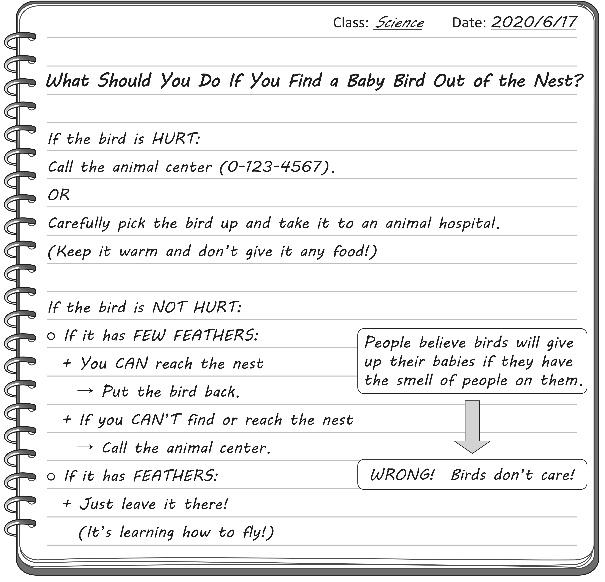 Class: Science Date: 2020/6/17
What Should You Do If You Find a Baby Bird Out of the Nest?
If the bird is HURT:
Call the animal center (0-123-4567).
OR
Carefully pick the bird up and take it to an animal hospital.
(Keep it warm and don't give it any food!)
If the bird is NOT HURT:
○ If it has FEW FEATHERS:
+ You CAN reach the nest
→ Put the bird back.
+ If you CAN'T find or reach the nest
→ Call the animal center.
○ If it has FEATHERS:
+ Just leave it there!
(It's learning how to fly!)
People believe birds will give
up their babies if they have
the smell of people on them.
WRONG! Birds don't care!